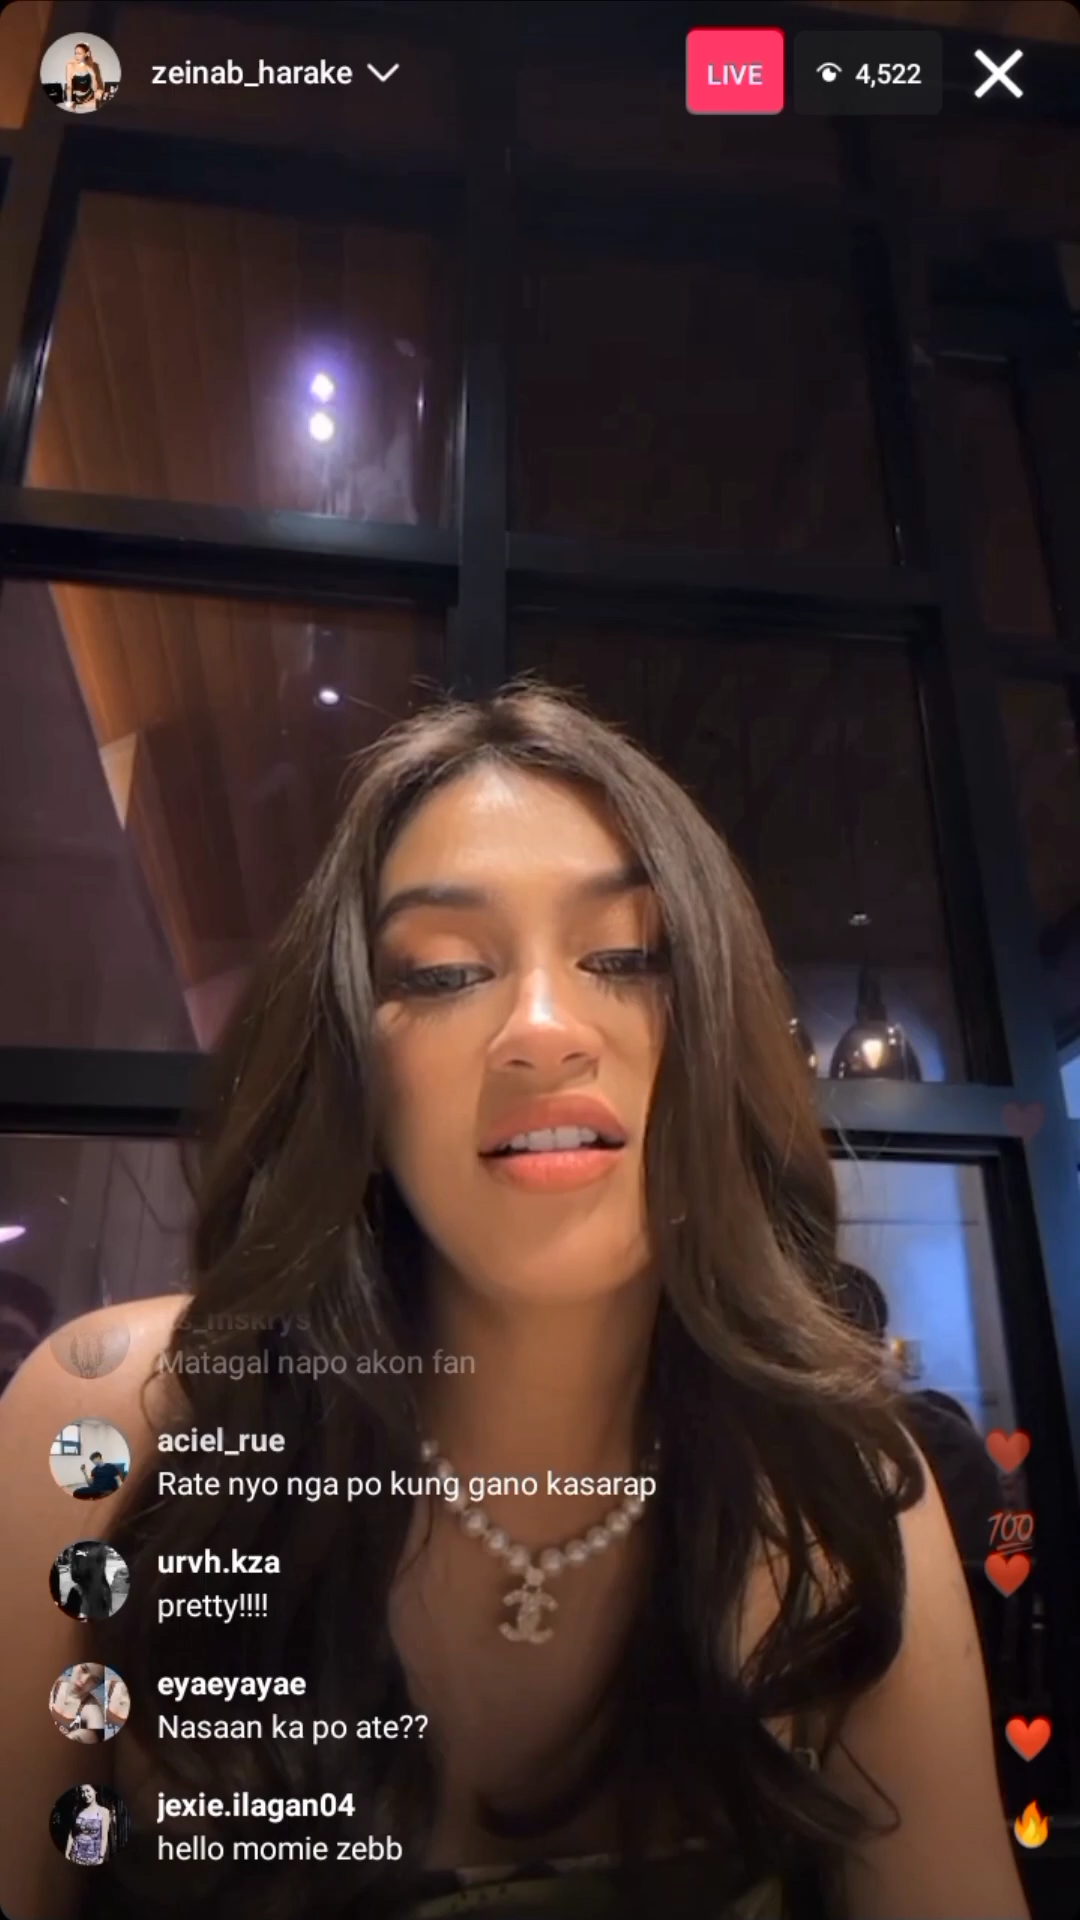 zeinab_harake
LIVE
4,522
_mskrys
Matagal napo akon fan
aciel_rue
Rate nyo nga po kung gano kasarap
urvh.kza
pretty!!!!
eyaeyayae
Nasaan ka po ate??
jexie.ilagan04
hello momie zebb
💯